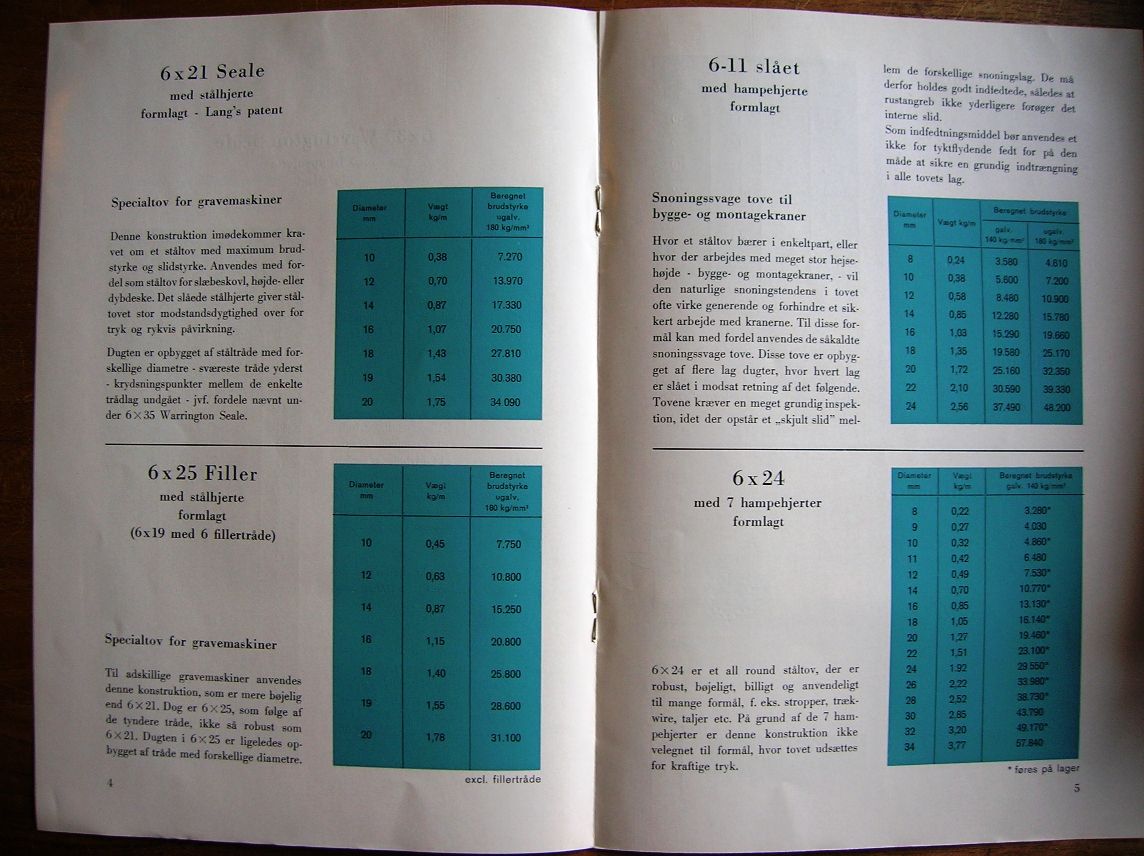 6x21 Seale
med stålhjerte
formlagt - Lang's patent
Specialtov for gravemaskiner
Denne konstruktion imødekommer kra-
vet om et ståltov med maximum brud-
styrke og slidstyrke. Anvendes med for-
del som ståltov for slæbeskovl, højde- eller
dybdeske. Det slåede stålhjerte giver stål-
tovet stor modstandsdygtighed over for
tryk og rykvis påvirkning.
Dugten er opbygget af ståltråde med for-
skellige diametre - sværeste tråde yderst
- krydsningspunkter mellem de enkelte
trådlag undgået - jvf. fordele nævnt un-
der 6×35 Warrington Seale.
Diameter mm Vægt kg/m Beregnet brudstyrke ugalv. 180 kg/mm²
10 0,38 7.270
12 0,70 13.970
14 0,87 17.330
16 1,07 20.750
18 1,43 27.810
19 1,54 30.380
20 1,75 34 090
6x25 Filler
med stålhjerte
formlagt
(6x19 med 6 fillertråde)
Specialtov for gravemaskiner
Til adskillige gravemaskiner anvendes
denne konstruktion, som er mere bøjelig
end 6×21. Dog er 6×25, som følge af
de tyndere tråde, ikke så robust som
6×21. Dugten i 6×25 er ligeledes op-
bygget af tråde med forskellige diametre.
Diameter mm Vægt kg/m Beregnet brudstyrke ugalv. 180 kg/mm²
10 0,45 7.750
12 0,63 10.800
14 0,87 15.250
16 1,15 20.800
18 1,40 25.800
19 1,55 28.600
20 1,78 31.100
excl. fillertråde
4
6-11 slået
med hampehjerte
formlagt
Snoningssvage tove til
bygge- og montagekraner
Hvor et ståltov bærer i enkeltpart, eller
hvor der arbejdes med meget stor hejse-
højde - bygge- og montagekraner, - vil
den naturlige snoningstendens i tovet
ofte virke generende og forhindre et sik-
kert arbejde med kranerne. Til disse for-
mål kan med fordel anvendes de såkaldte
snoningssvage tove. Disse tove er opbyg-
get af flere lag dugter, hvor hvert lag
er slået i modsat retning af det følgende.
Tovene kræver en meget grundig inspek-
tion, idet der opstår et „skjult slid” mel-
lem de forskellige snoningslag. De må
derfor holdes godt indfedtede, således at
rustangreb ikke yderligere forøger det
interne slid.
Som indfedtningsmiddel bør anvendes et
ikke for tyktflydende fedt for på den
måde at sikre en grundig indtrængning
i alle tovets lag.
Diameter mm Vægt kg/m Beregnet brudstyrke
galv. 140 kg/mm² ugalv. 180 kg/mm²
8 0,24 3.580 4.610
10 0,38 5.600 7.200
12 0,58 8.480 10.900
14 0,85 12.280 15.780
16 1,03 15.290 19.660
18 1,35 19.580 25.170
20 1,72 25.160 32.350
22 2,10 30.590 39.330
24 2,56 37.490 48.200
6x24
med 7 hampehjerter
formlagt
6×24 er et all round ståltov, der er
robust, bøjeligt, billigt og anvendeligt
til mange formål, f. eks. stropper, træk-
wire, taljer etc. På grund af de 7 ham-
pehjerter er denne konstruktion ikke
velegnet til formål, hvor tovet udsættes
for kraftige tryk.
Diameter mm Vægt kg/m Beregnet brudstyrke galv. 140 kg/mm²
8 0,22 3.280*
9 0,27 4.030
10 0,32 4.860*
11 0,42 6.480
12 0,49 7.530*
14 0,70 10.770*
16 0,85 13.130*
18 1,05 16.140*
20 1,27 19.460*
22 1,51 23.100*
24 1.92 29.550*
26 2,22 33.980*
28 2,52 38.730*
30 2,85 43.790
32 3,20 49.170*
34 3,77 57.840
* føres på lager
5